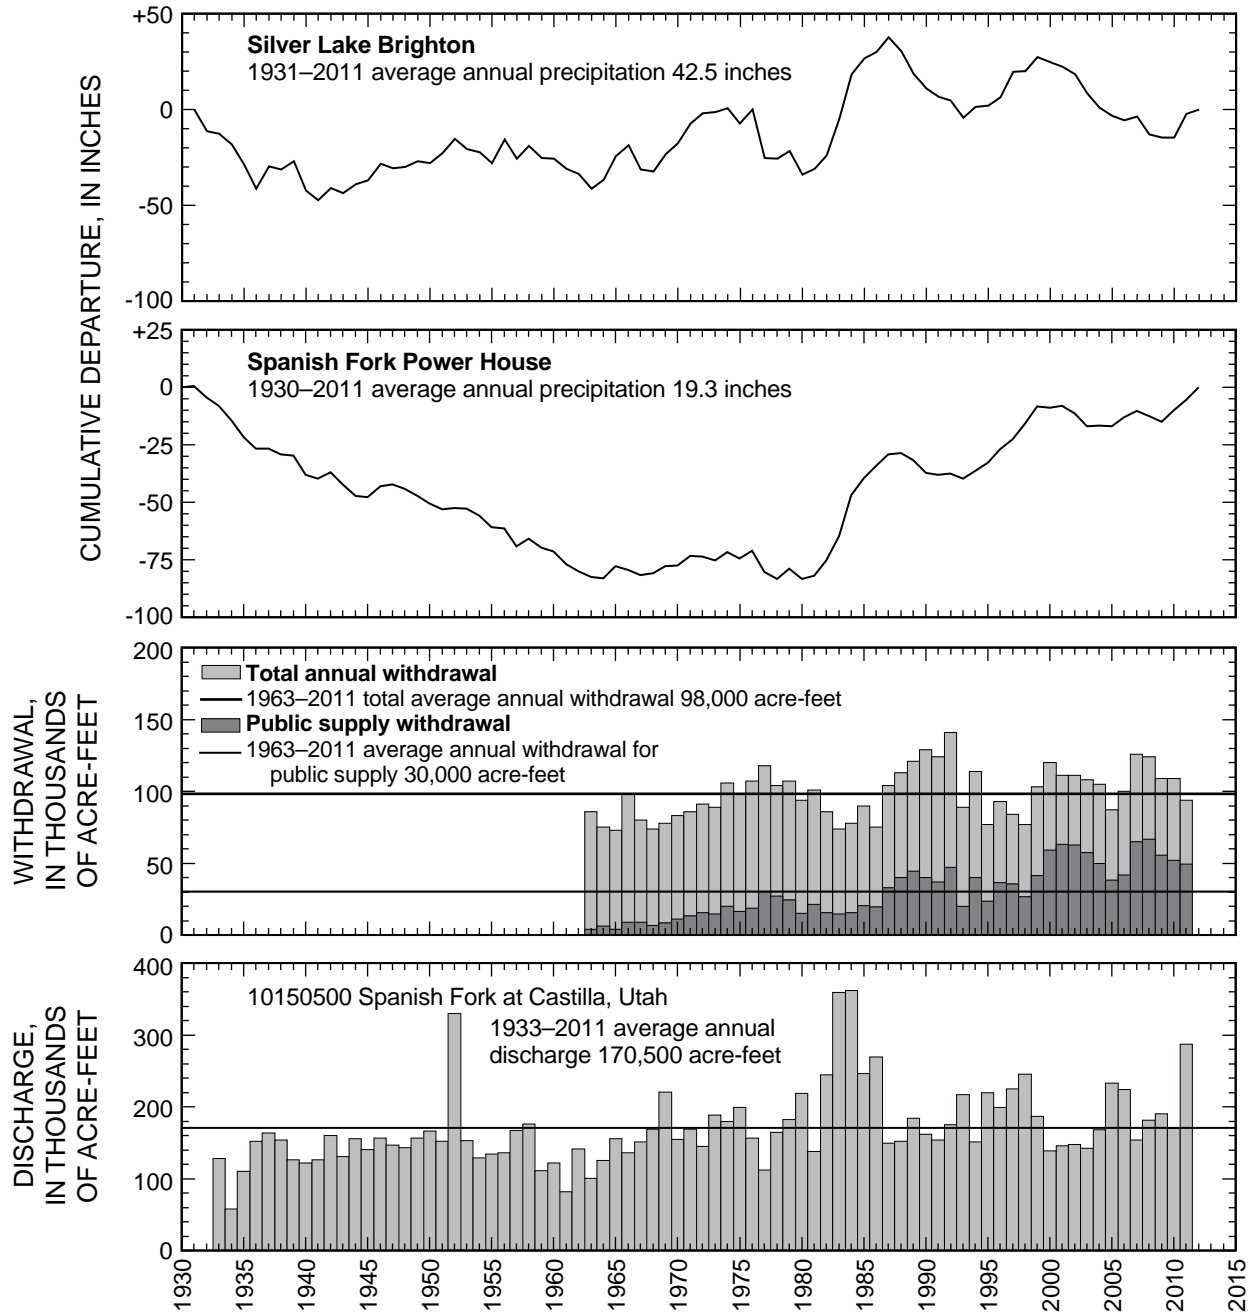 CUMULATIVE DEPARTURE, IN INCHES
+50
0
-50
-100
Silver Lake Brighton
1931–2011 average annual precipitation 42.5 inches
+25
0
-25
-50
-75
-100
Spanish Fork Power House
1930–2011 average annual precipitation 19.3 inches
WITHDRAWAL,
IN THOUSANDS
OF ACRE-FEET
200
150
100
50
0
Total annual withdrawal
1963–2011 total average annual withdrawal 98,000 acre-feet
Public supply withdrawal
1963–2011 average annual withdrawal for
public supply 30,000 acre-feet
DISCHARGE,
IN THOUSANDS
OF ACRE-FEET
400
300
200
100
0
10150500 Spanish Fork at Castilla, Utah
1933–2011 average annual
discharge 170,500 acre-feet
1930
1935
1940
1945
1950
1955
1960
1965
1970
1975
1980
1985
1990
1995
2000
2005
2010
2015